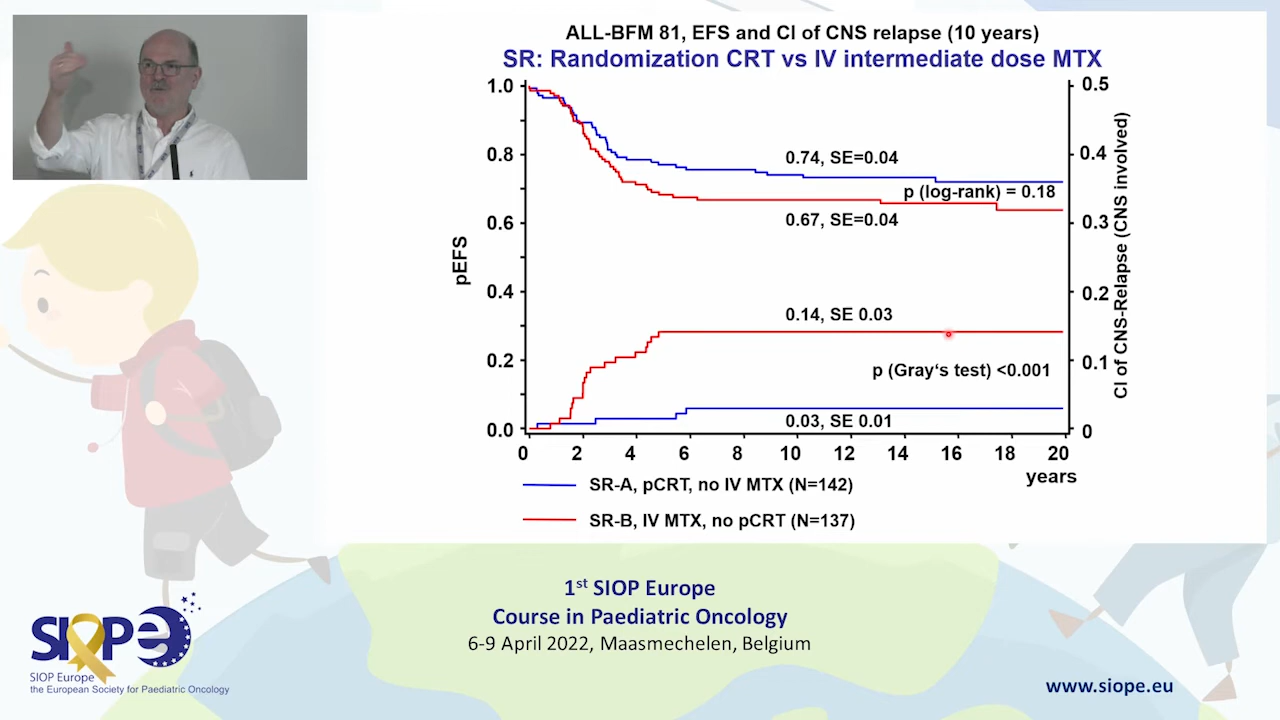 ALL-BFM 81, EFS and CI of CNS relapse (10 years)
SR: Randomization CRT vs IV intermediate dose MTX
1.0
0.8
0.6
0.4
0.2
0.0
pEFS
0.5
0.4
0.3
0.2
0.1
0
CI of CNS-Relapse (CNS involved)
0.74, SE=0.04
p (log-rank) = 0.18
0.67, SE=0.04
0.14, SE 0.03
p (Gray‘s test) <0.001
0.03, SE 0.01
0 2 4 6 8 10 12 14 16 18 20
years
SR-A, pCRT, no IV MTX (N=142)
SR-B, IV MTX, no pCRT (N=137)
1st SIOP Europe
Course in Paediatric Oncology
6-9 April 2022, Maasmechelen, Belgium
SIOPe
SIOP Europe
the European Society for Paediatric Oncology
www.siope.eu